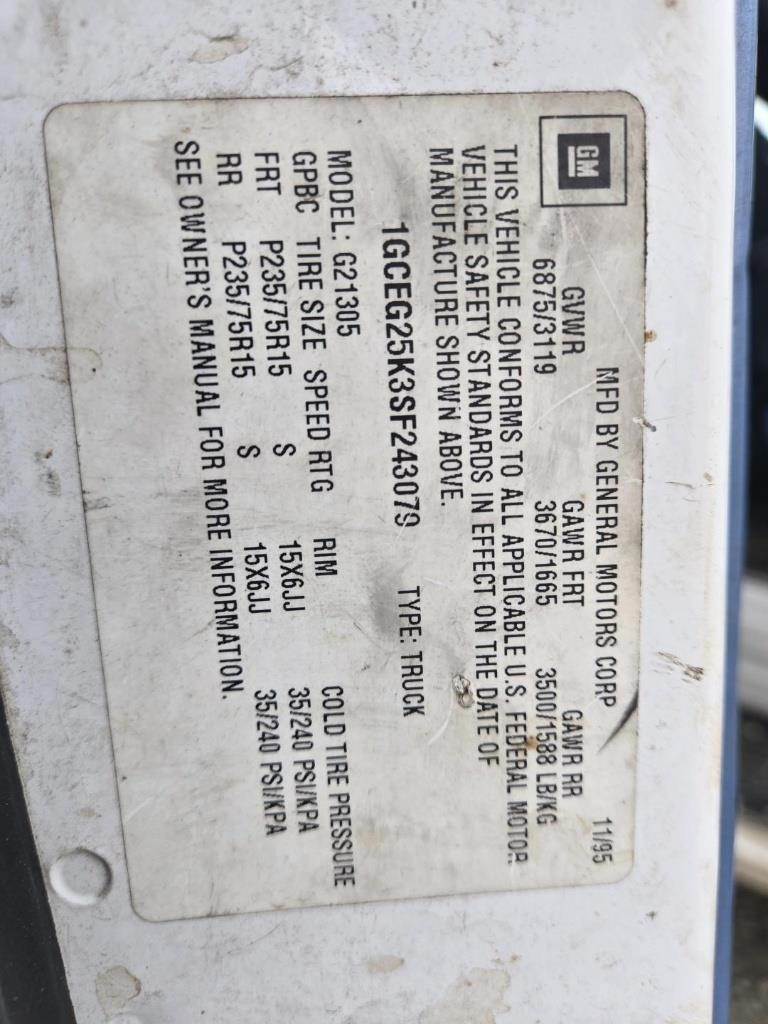 GM
MFD BY GENERAL MOTORS CORP 11/95
GVWR GAWR FRT GAWR RR
6875/3119 3670/1665 3500/1588 LB/KG
THIS VEHICLE CONFORMS TO ALL APPLICABLE U.S. FEDERAL MOTOR
VEHICLE SAFETY STANDARDS IN EFFECT ON THE DATE OF
MANUFACTURE SHOWN ABOVE.
1GCEG25K3SF243079 TYPE: TRUCK
MODEL: G21305
GPBC TIRE SIZE SPEED RTG RIM COLD TIRE PRESSURE
FRT P235/75R15 S 15X6JJ 35/240 PSI/KPA
RR P235/75R15 S 15X6JJ 35/240 PSI/KPA
SEE OWNER'S MANUAL FOR MORE INFORMATION.